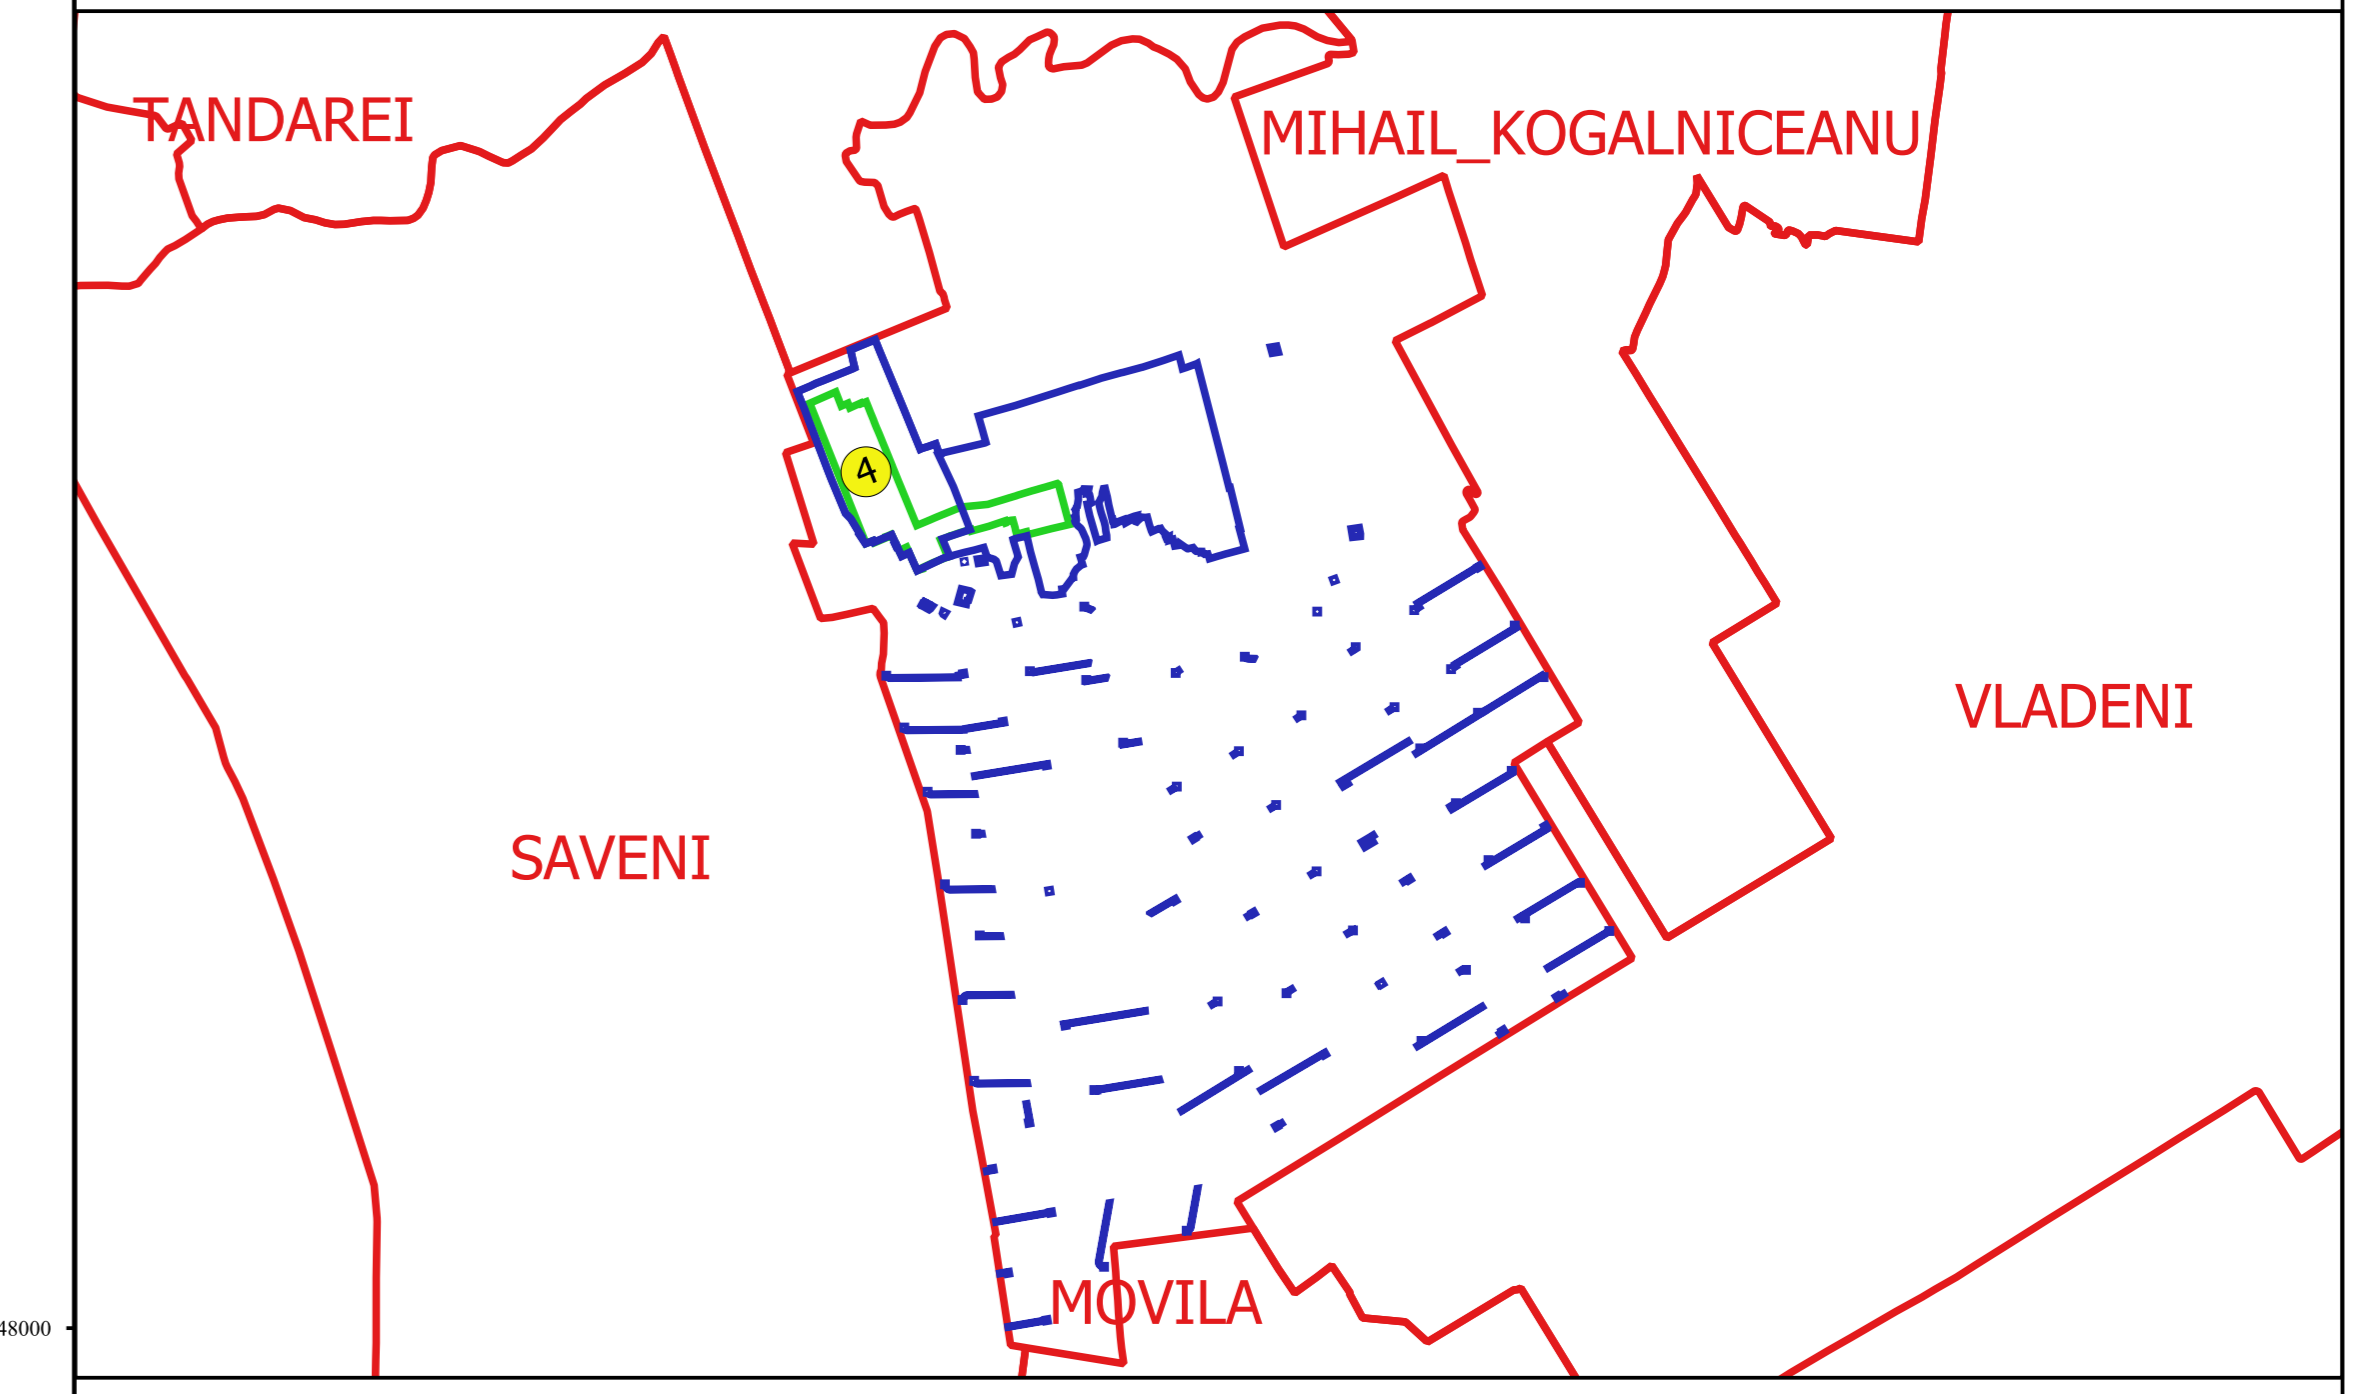 TANDAREI
MIHAIL_KOGALNICEANU
4
VLADENI
SAVENI
MOVILA
48000